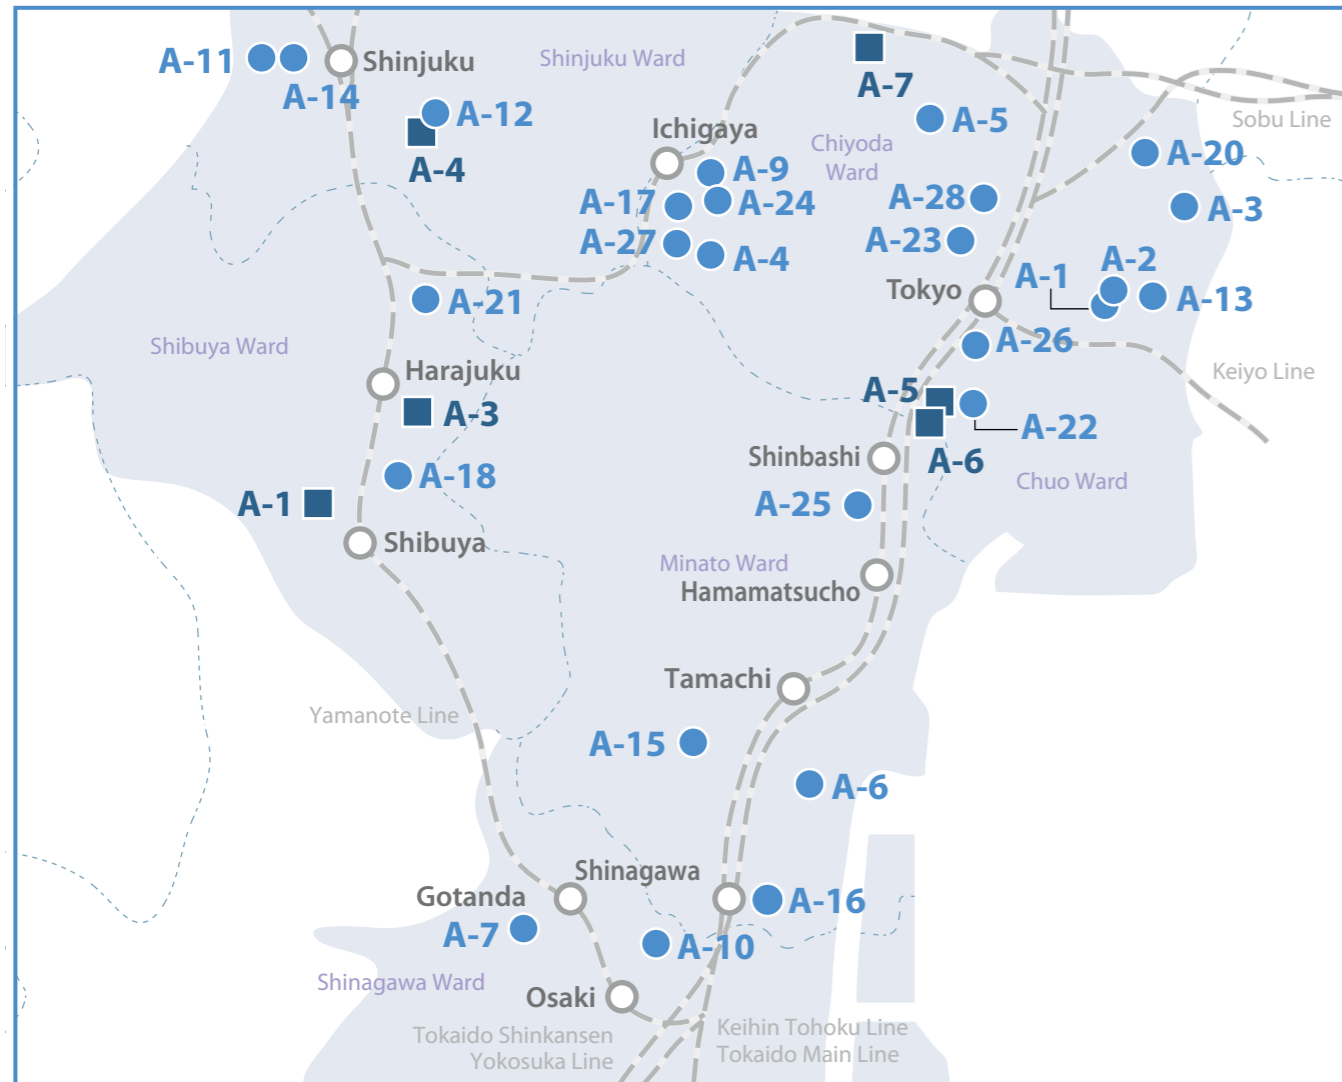 A-11
A-14
Shinjuku
Shinjuku Ward
A-7
A-12
A-4
Ichigaya
Chiyoda
Ward
A-5
Sobu Line
A-20
A-9
A-17
A-24
A-28
A-3
A-27
A-4
A-23
A-21
Tokyo
A-1
A-2
A-13
Shibuya Ward
A-26
Harajuku
Keiyo Line
A-3
A-5
A-22
A-6
Shinbashi
A-18
Chuo Ward
A-1
A-25
Shibuya
Minato Ward
Hamamatsucho
Tamachi
Yamanote Line
A-15
A-6
Shinagawa
Gotanda
A-16
A-7
A-10
Shinagawa Ward
Osaki
Tokaido Shinkansen
Yokosuka Line
Keihin Tohoku Line
Tokaido Main Line